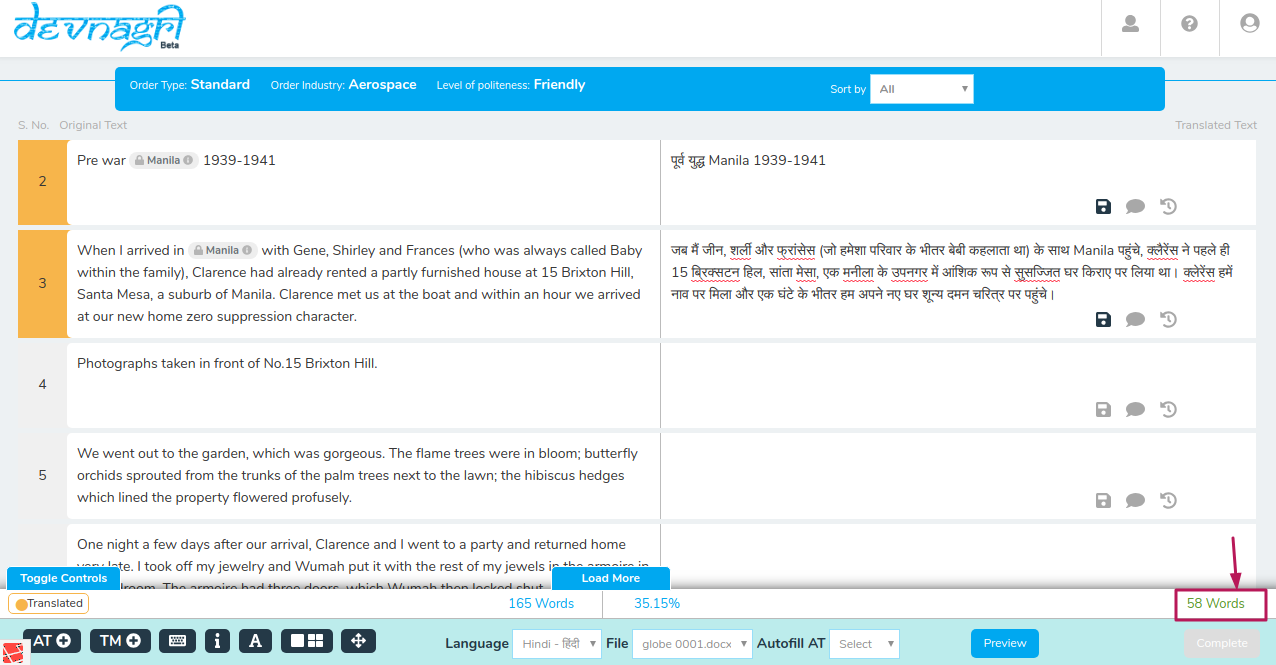 devnagri
Beta
Order Type: Standard Order Industry: Aerospace Level of politeness: Friendly Sort by All
S. No. Original Text Translated Text
2 Pre war Manila 1939-1941
पूर्व युद्ध Manila 1939-1941
When I arrived in Manila with Gene, Shirley and Frances (who was always called Baby
within the family), Clarence had already rented a partly furnished house at 15 Brixton Hill,
3 Santa Mesa, a suburb of Manila. Clarence met us at the boat and within an hour we arrived
at our new home zero suppression character.
जब मैं जीन, शर्ली और फ्रांसेस (जो हमेशा परिवार के भीतर बेबी कहलाता था) के साथ Manila पहुंचे, क्लैरेंस ने पहले ही
15 ब्रिक्सटन हिल, सांता मेसा, एक मनीला के उपनगर में आंशिक रूप से सुसज्जित घर किराए पर लिया था। क्लेरेंस हमें
नाव पर मिला और एक घंटे के भीतर हम अपने नए घर शून्य दमन चरित्र पर पहुंचे।
Photographs taken in front of No.15 Brixton Hill.
4
We went out to the garden, which was gorgeous. The flame trees were in bloom; butterfly
5 orchids sprouted from the trunks of the palm trees next to the lawn; the hibiscus hedges
which lined the property flowered profusely.
One night a few days after our arrival, Clarence and I went to a party and returned home
very late. I took off my jewelry and Wumah put it with the rest of my jewels in the armoire in
The armoire had three doors, which Wumah then locked shut.
Toggle Controls Load More
Translated 165 Words 35.15% 58 Words
AT TM i A Language Hindi - हिंदी File globe 0001.docx Autofill AT Select Preview Complete